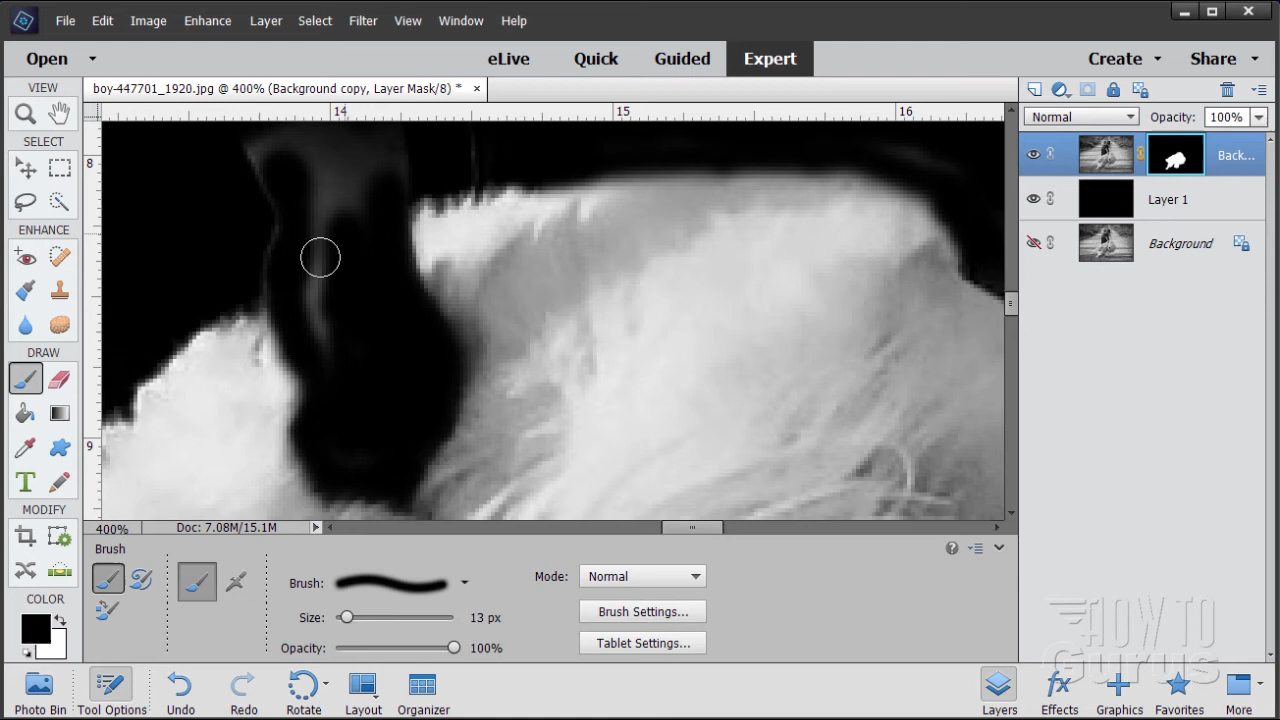 File Edit Image Enhance Layer Select Filter View Window Help
Open eLive Quick Guided Expert Create Share
VIEW boy-447701_1920.jpg @ 400% (Background copy, Layer Mask/8) * ×
14 15 16
Normal Opacity: 100%
SELECT
8
Back...
Layer 1
ENHANCE
Background
DRAW
9
MODIFY
400% Doc: 7.08M/15.1M
Brush
Brush: Mode: Normal
COLOR
Size: 13 px Brush Settings...
Opacity: 100% Tablet Settings...
HOW TO
Gurus
Photo Bin Tool Options Undo Redo Rotate Layout Organizer Layers Effects Graphics Favorites More